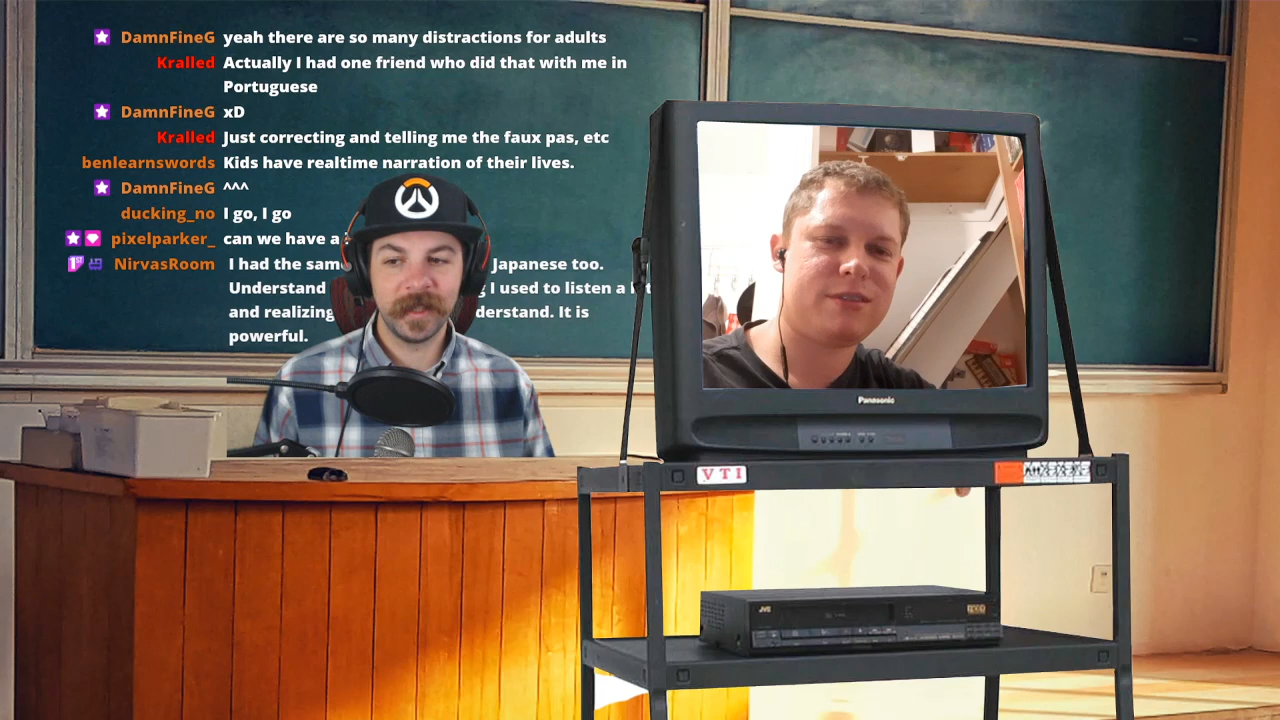 DamnFineG yeah there are so many distractions for adults
Kralled Actually I had one friend who did that with me in
Portuguese
DamnFineG xD
Kralled Just correcting and telling me the faux pas, etc
benlearnswords Kids have realtime narration of their lives.
DamnFineG ^^^
ducking_no I go, I go
pixelparker_ can we have a
NirvasRoom I had the same Japanese too.
Understand I used to listen a lot
and realizing derstand. It is
powerful.
Panasonic
VTI
JVC